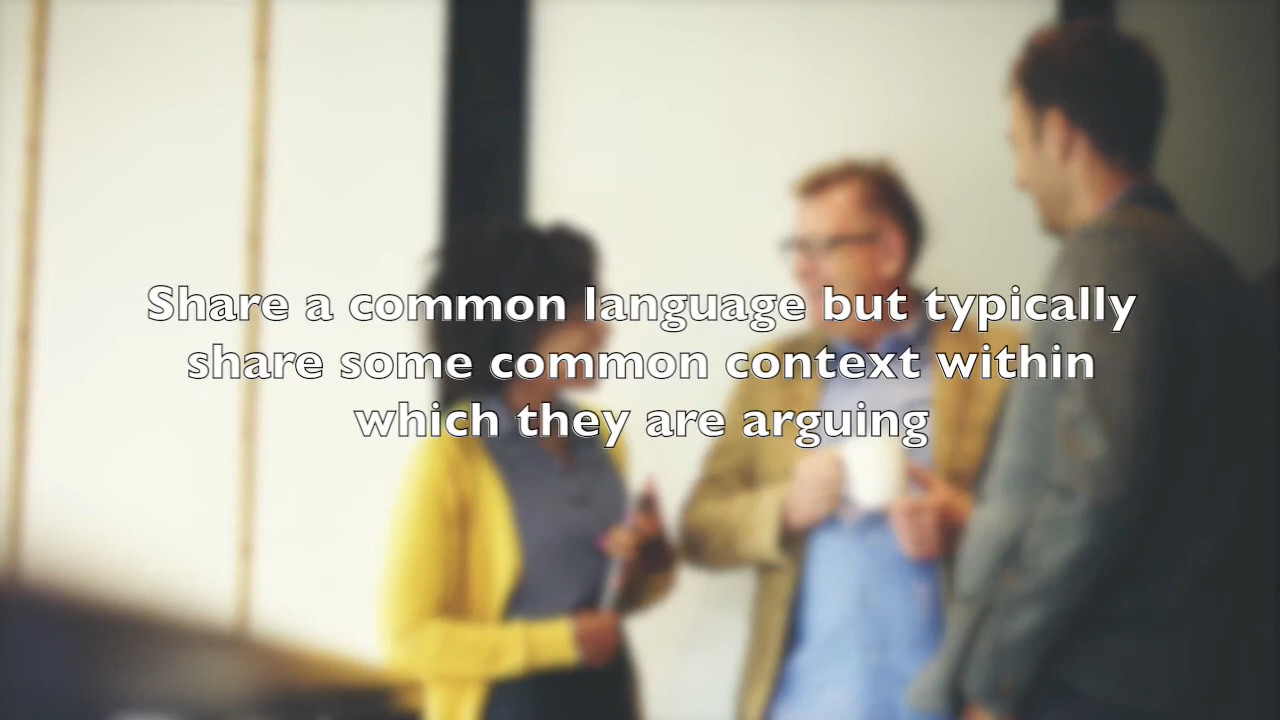 Share a common language but typically
share some common context within
which they are arguing